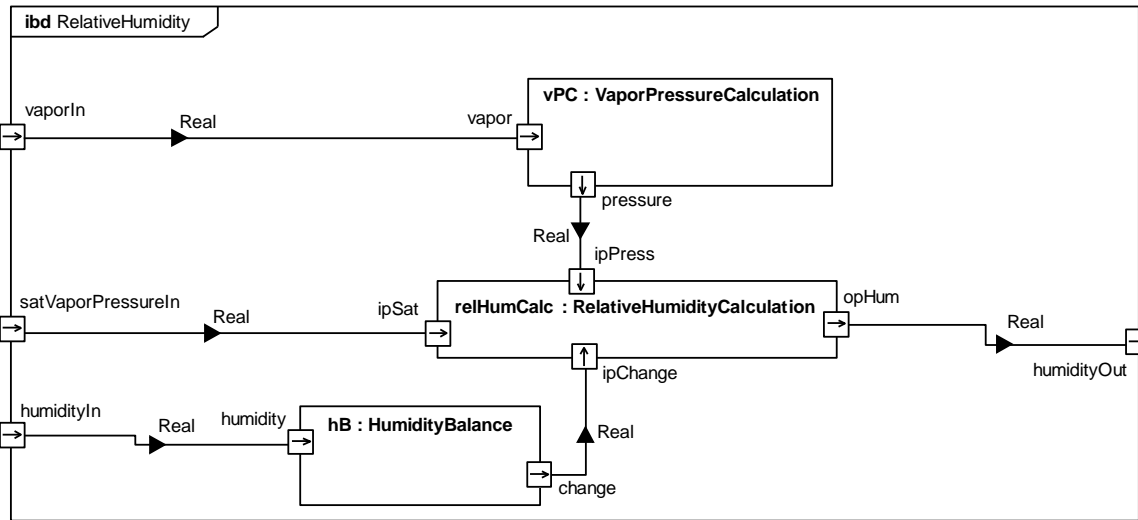 ibd RelativeHumidity
vPC : VaporPressureCalculation
vaporIn
Real
vapor
pressure
Real
ipPress
satVaporPressureIn
Real
ipSat
relHumCalc : RelativeHumidityCalculation
opHum
Real
humidityOut
ipChange
humidityIn
Real
humidity
hB : HumidityBalance
Real
change